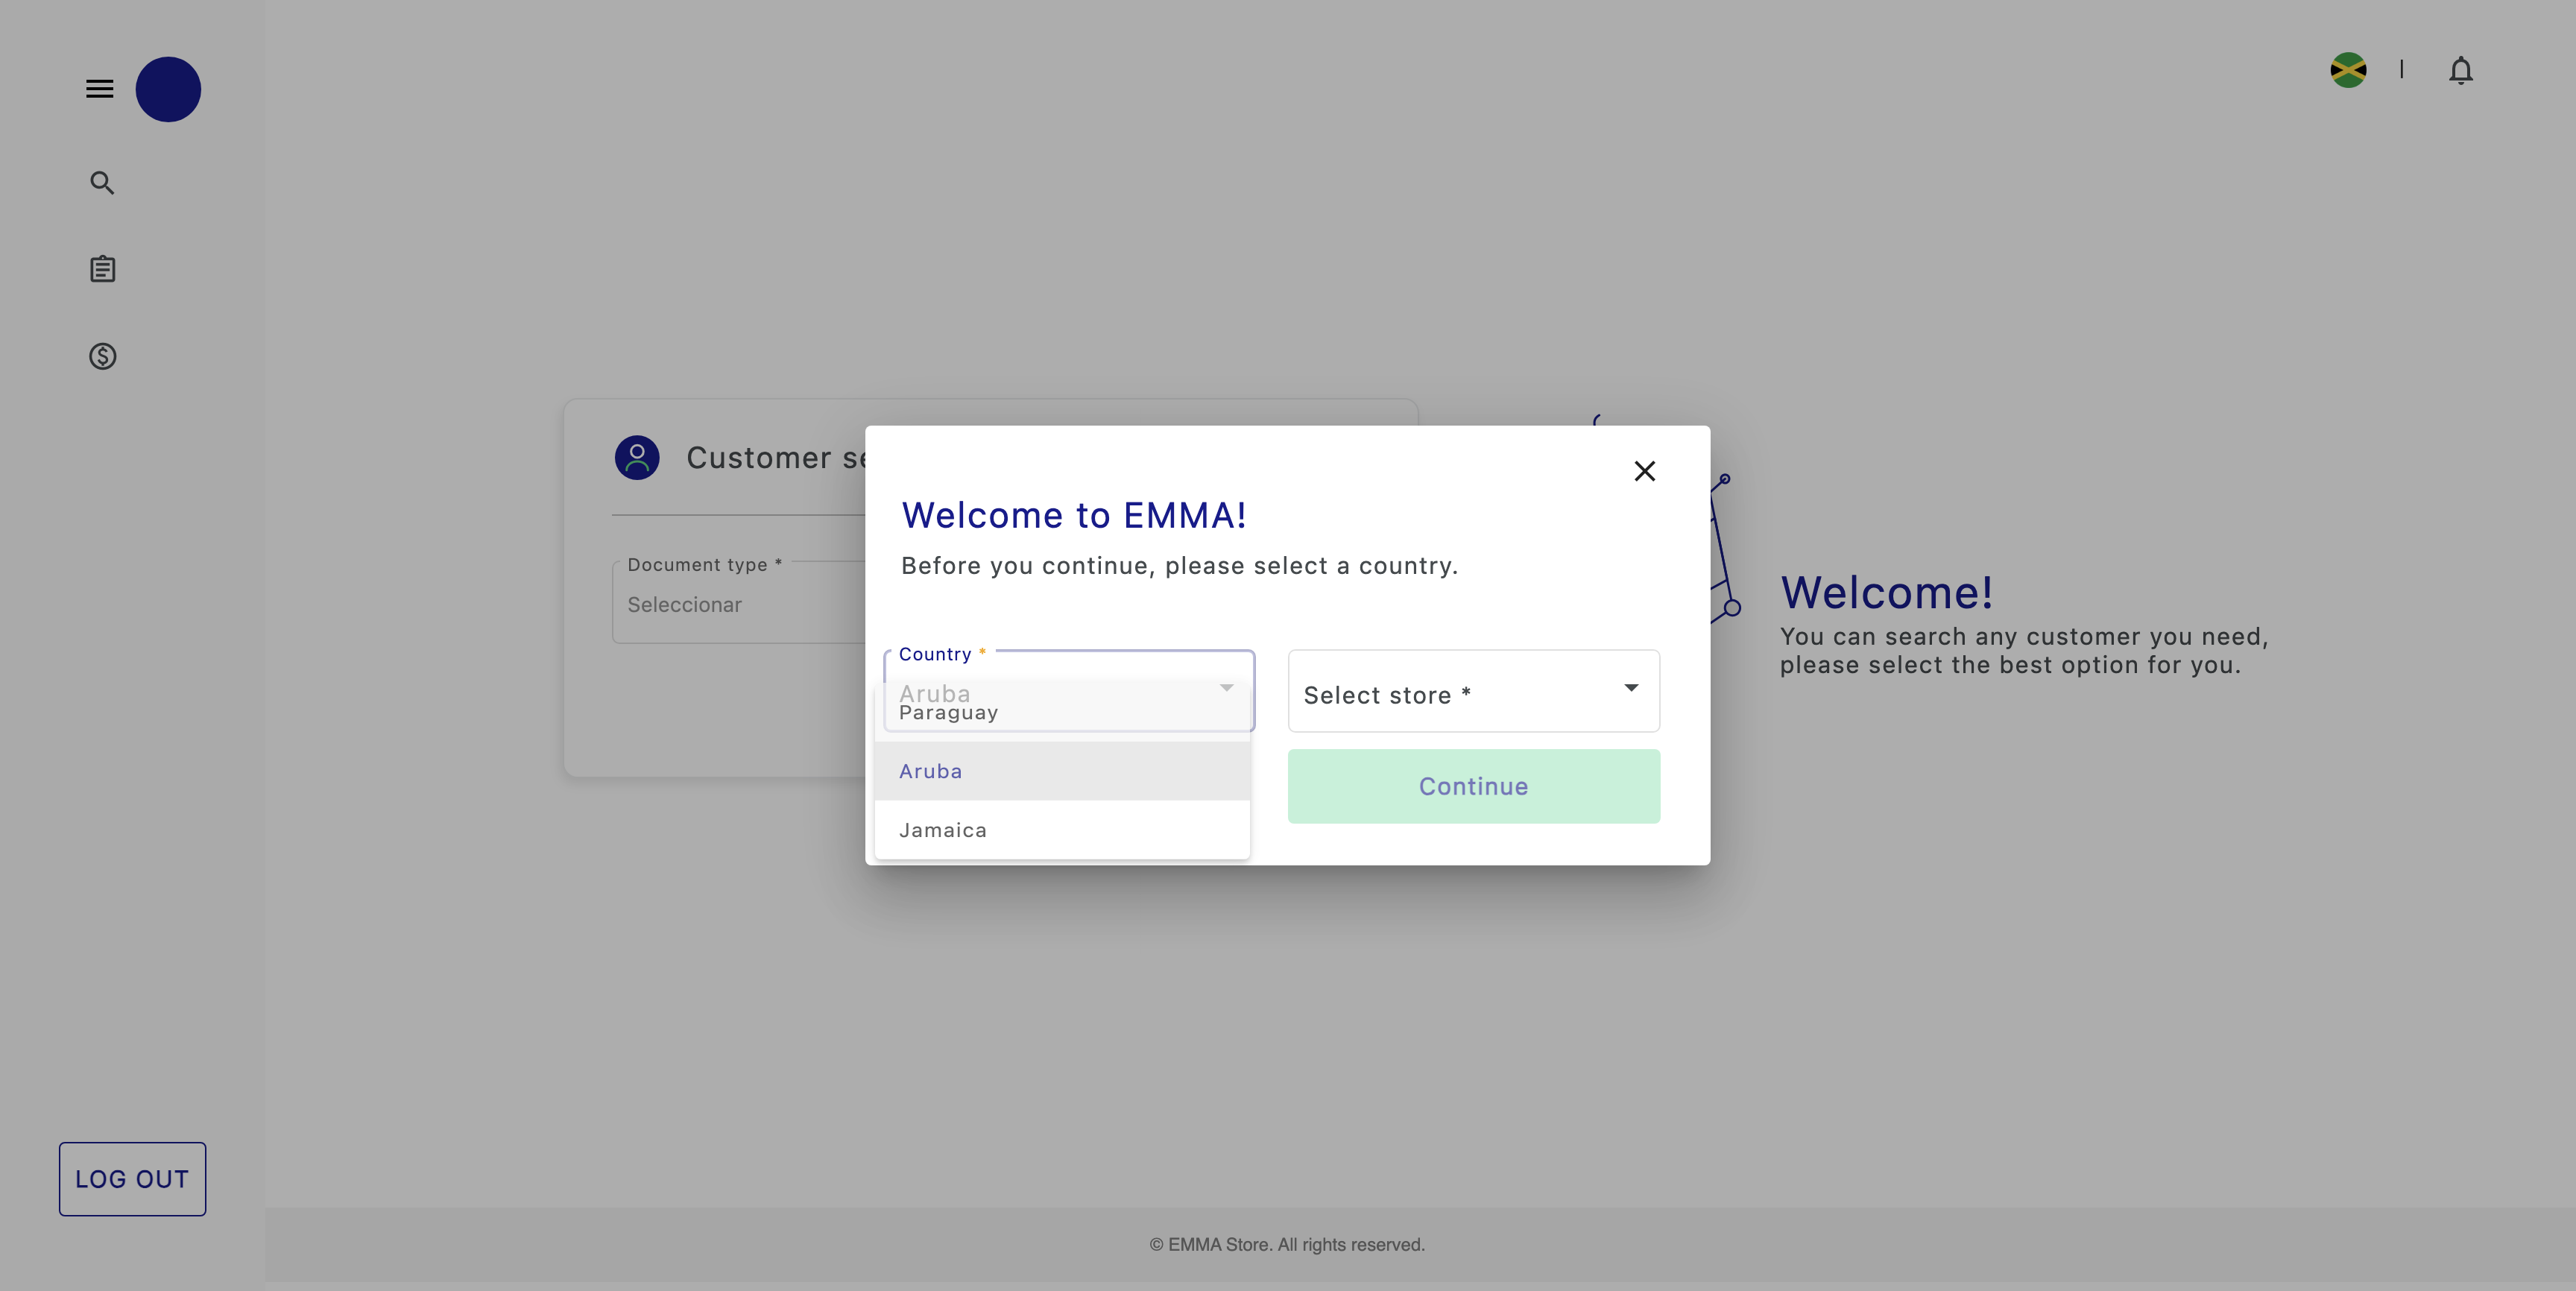 Customer se
Document type *
Seleccionar
Welcome to EMMA!
Before you continue, please select a country.
Country *
Aruba
Paraguay
Aruba
Jamaica
Select store *
Continue
Welcome!
You can search any customer you need,
please select the best option for you.
LOG OUT
© EMMA Store. All rights reserved.